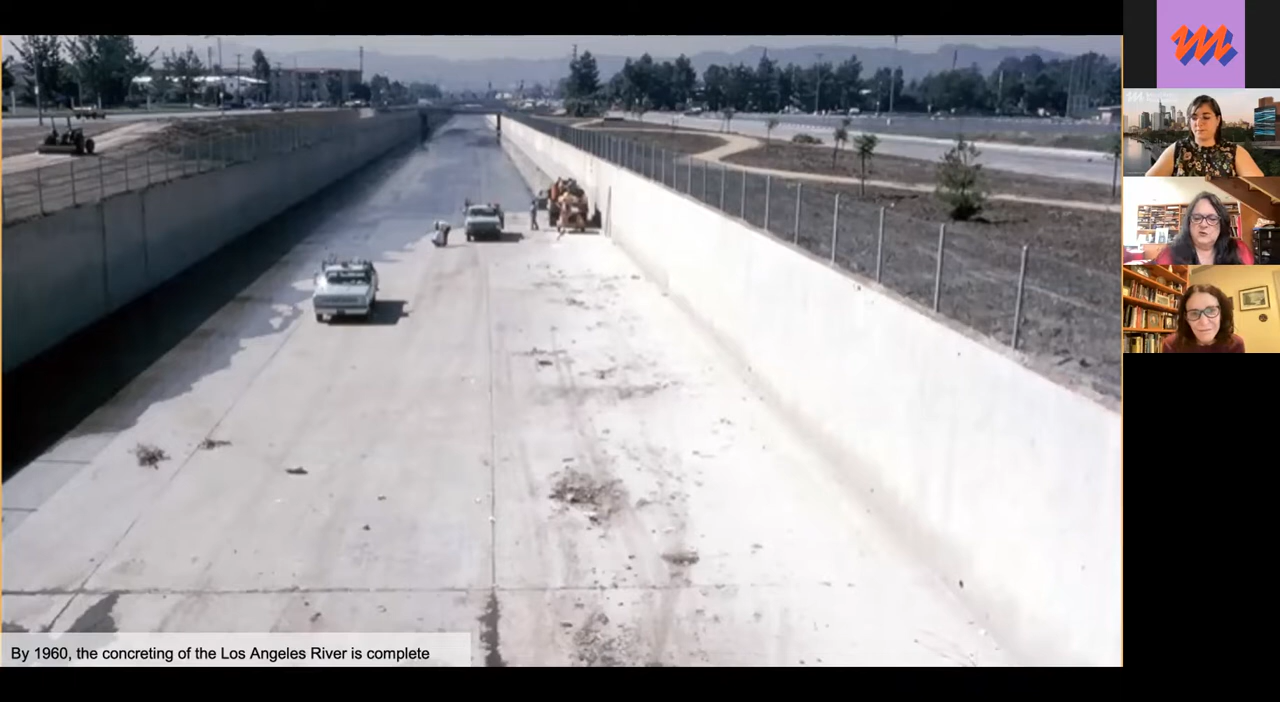 By 1960, the concreting of the Los Angeles River is complete